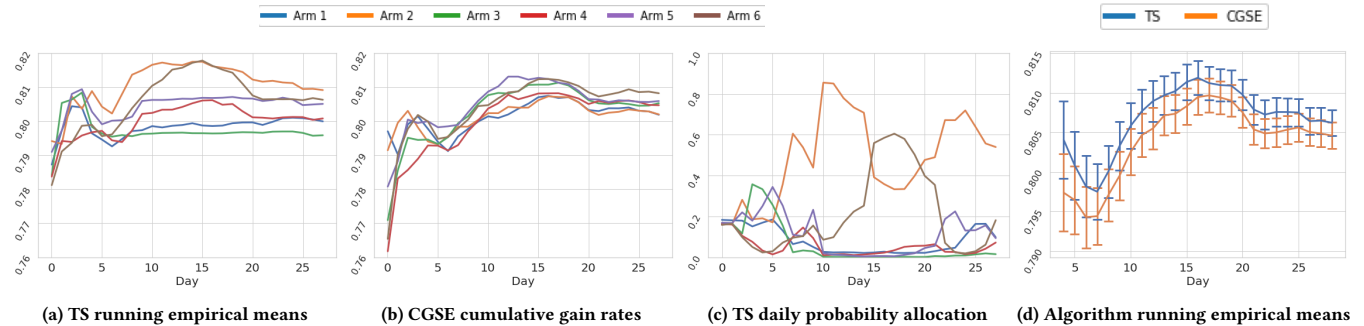 Arm 1 Arm 2 Arm 3 Arm 4 Arm 5 Arm 6
TS CGSE
0.82
0.81
0.80
0.79
0.78
0.77
0.76
0 5 10 15 20 25
Day
(a) TS running empirical means
0.82
0.81
0.80
0.79
0.78
0.77
0.76
0 5 10 15 20 25
Day
(b) CGSE cumulative gain rates
1.0
0.8
0.6
0.4
0.2
0.0
0 5 10 15 20 25
Day
(c) TS daily probability allocation
0.815
0.810
0.805
0.800
0.795
0.790
5 10 15 20 25
Day
(d) Algorithm running empirical means